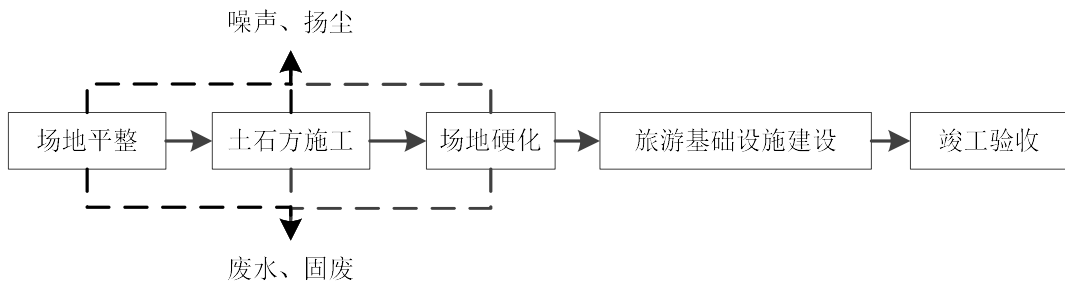 噪声、扬尘
场地平整
土石方施工
场地硬化
旅游基础设施建设
竣工验收
废水、固废